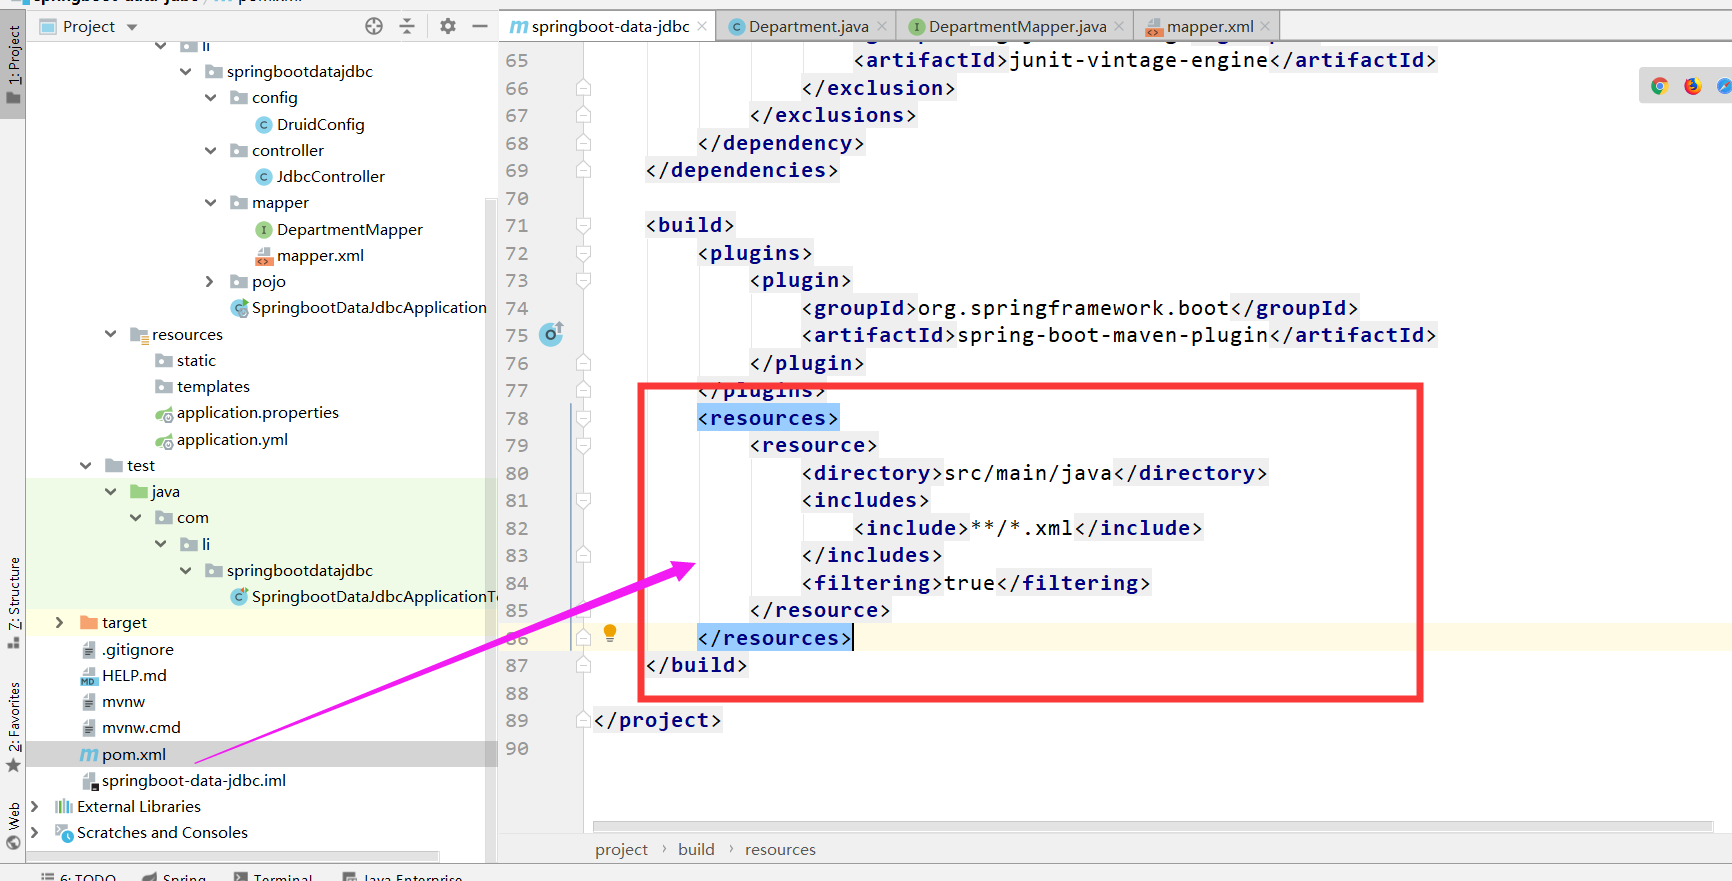 Project
springboot-data-jdbc
Department.java
DepartmentMapper.java
mapper.xml
1: Project
7: Structure
2: Favorites
Web
li
springbootdatajdbc
config
DruidConfig
controller
JdbcController
mapper
DepartmentMapper
mapper.xml
pojo
SpringbootDataJdbcApplication
resources
static
templates
application.properties
application.yml
test
java
com
li
springbootdatajdbc
SpringbootDataJdbcApplicationT
target
.gitignore
HELP.md
mvnw
mvnw.cmd
pom.xml
springboot-data-jdbc.iml
External Libraries
Scratches and Consoles
65 <artifactId>junit-vintage-engine</artifactId>
66 </exclusion>
67 </exclusions>
68 </dependency>
69 </dependencies>
70
71 <build>
72 <plugins>
73 <plugin>
74 <groupId>org.springframework.boot</groupId>
75 <artifactId>spring-boot-maven-plugin</artifactId>
76 </plugin>
77 </plugins>
78 <resources>
79 <resource>
80 <directory>src/main/java</directory>
81 <includes>
82 <include>**/*.xml</include>
83 </includes>
84 <filtering>true</filtering>
85 </resource>
86 </resources>
87 </build>
88
89 </project>
90
project › build › resources
6: TODO
Spring
Terminal
Java Enterprise